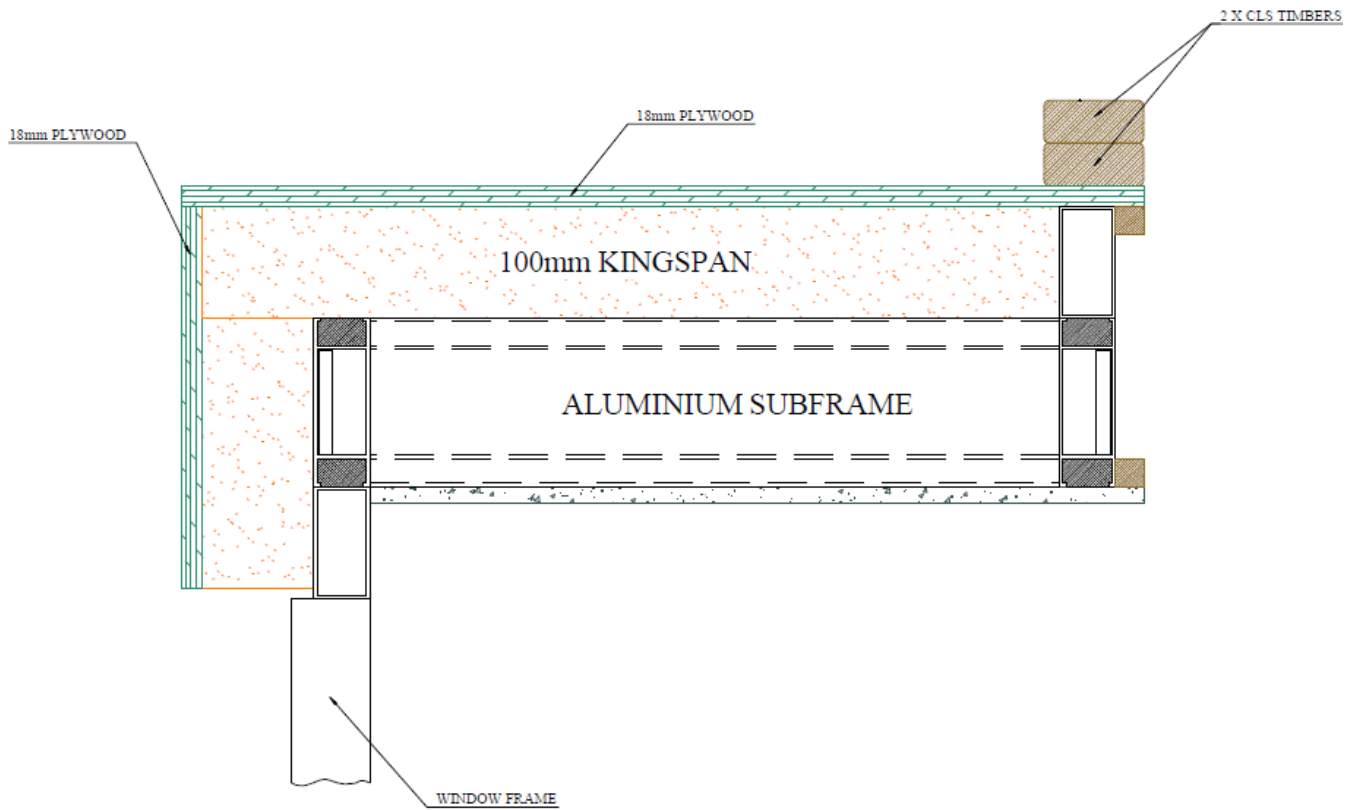 2 X CLS TIMBERS
18mm PLYWOOD
18mm PLYWOOD
100mm KINGSPAN
ALUMINIUM SUBFRAME
WINDOW FRAME